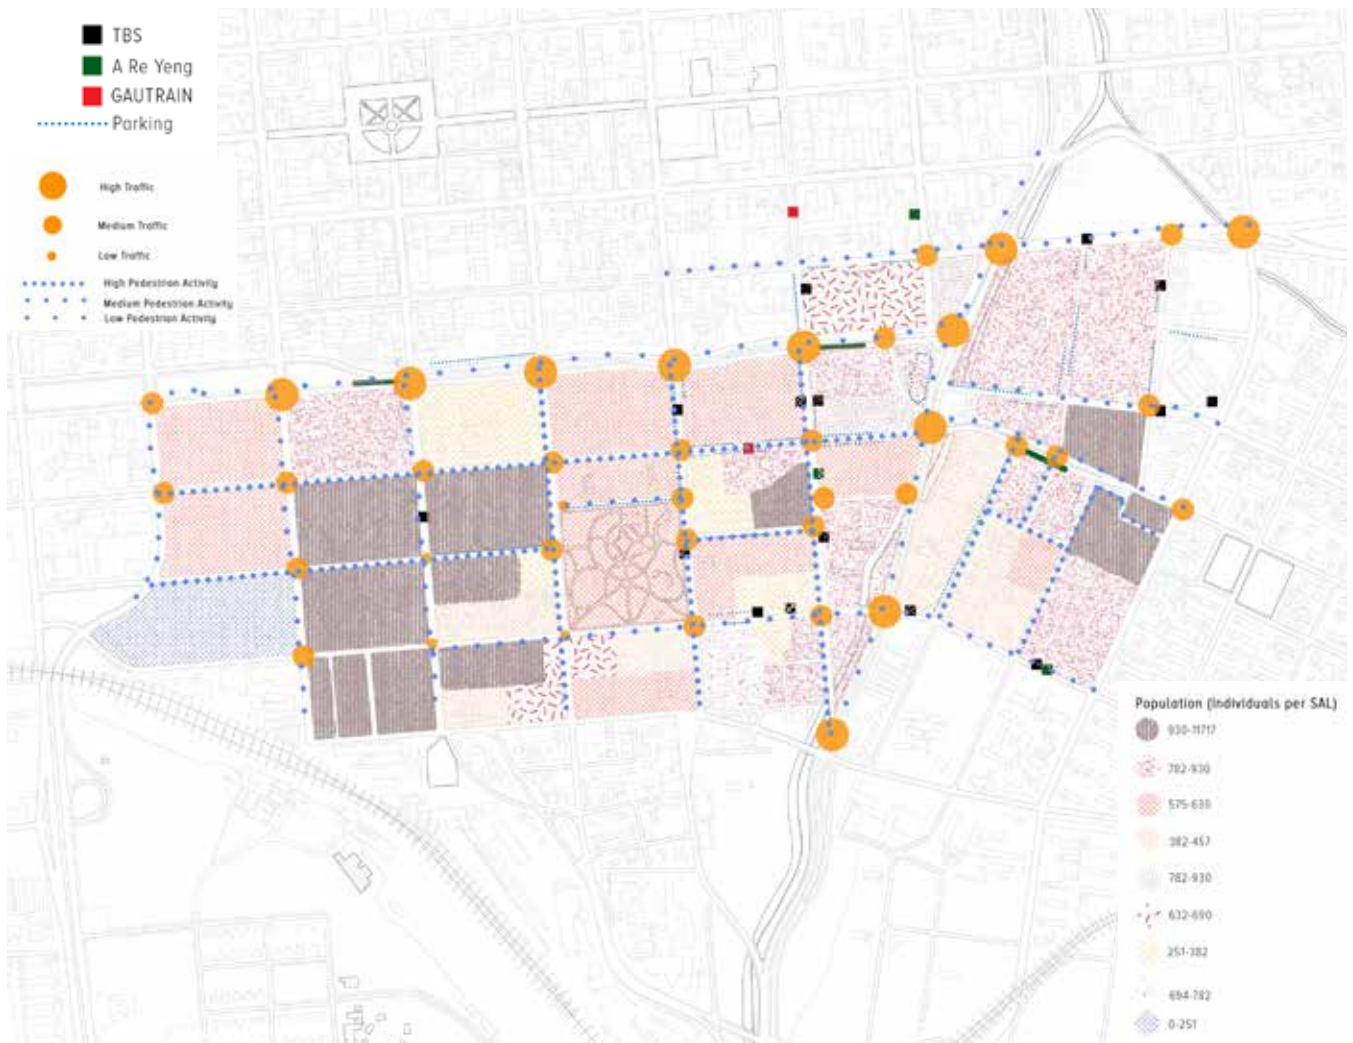 TBS
A Re Yeng
GAUTRAIN
Parking
High Traffic
Medium Traffic
Low Traffic
High Pedestrian Activity
Medium Pedestrian Activity
Low Pedestrian Activity
Population (Individuals per SAL)
930-11717
782-930
575-630
382-457
782-930
632-690
251-382
694-782
0-251